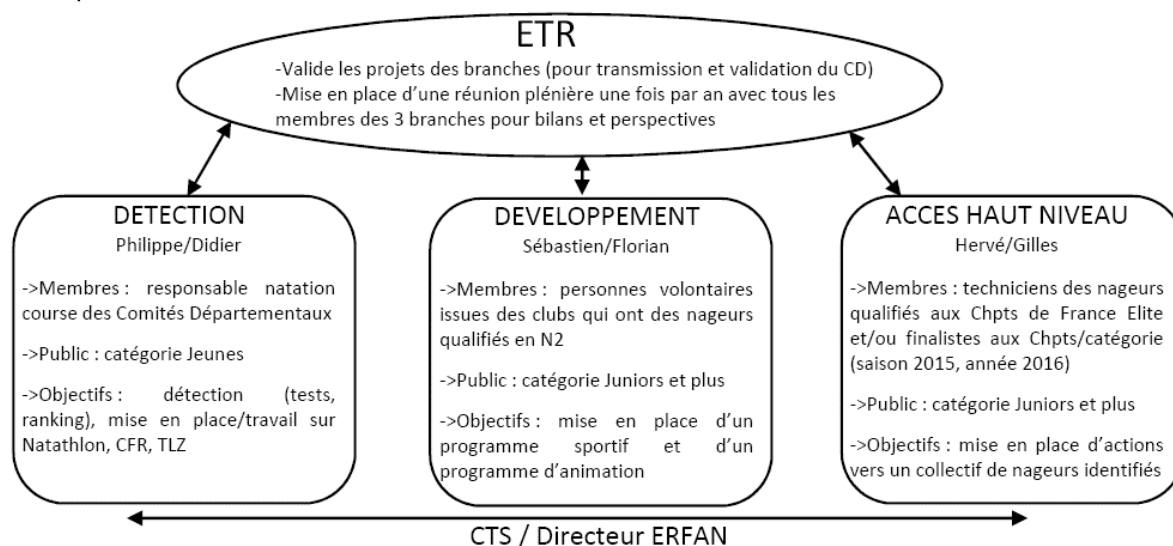 ETR
-Valide les projets des branches (pour transmission et validation du CD)
-Mise en place d'une réunion plénière une fois par an avec tous les
membres des 3 branches pour bilans et perspectives
DETECTION
Philippe/Didier
->Membres : responsable natation
course des Comités Départementaux
->Public : catégorie Jeunes
->Objectifs : détection (tests,
ranking), mise en place/travail sur
Natathlon, CFR, TLZ
DEVELOPPEMENT
Sébastien/Florian
->Membres : personnes volontaires
issues des clubs qui ont des nageurs
qualifiés en N2
->Public : catégorie Juniors et plus
->Objectifs : mise en place d'un
programme sportif et d'un
programme d'animation
ACCES HAUT NIVEAU
Hervé/Gilles
->Membres : techniciens des nageurs
qualifiés aux Chpts de France Elite
et/ou finalistes aux Chpts/catégorie
(saison 2015, année 2016)
->Public : catégorie Juniors et plus
->Objectifs : mise en place d'actions
vers un collectif de nageurs identifiés
CTS / Directeur ERFAN